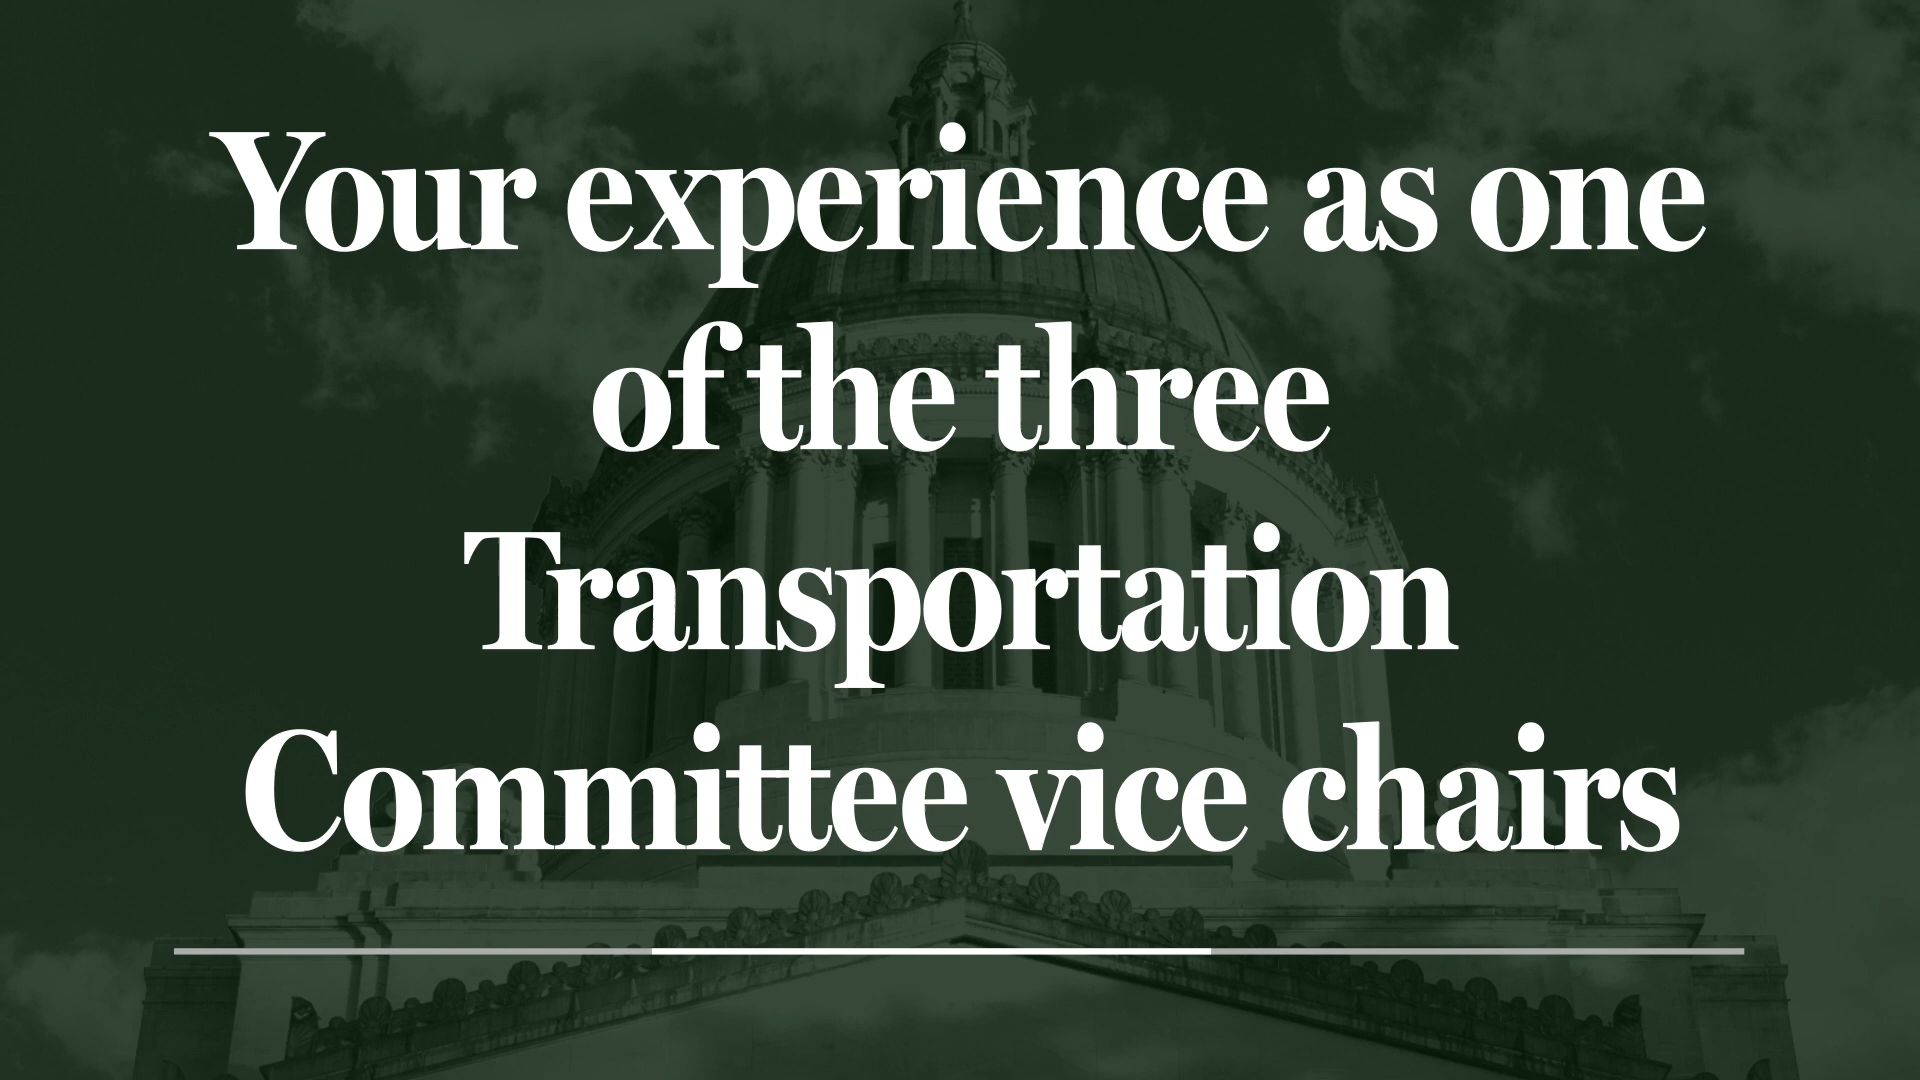 Your experience as one
of the three
Transportation
Committee vice chairs